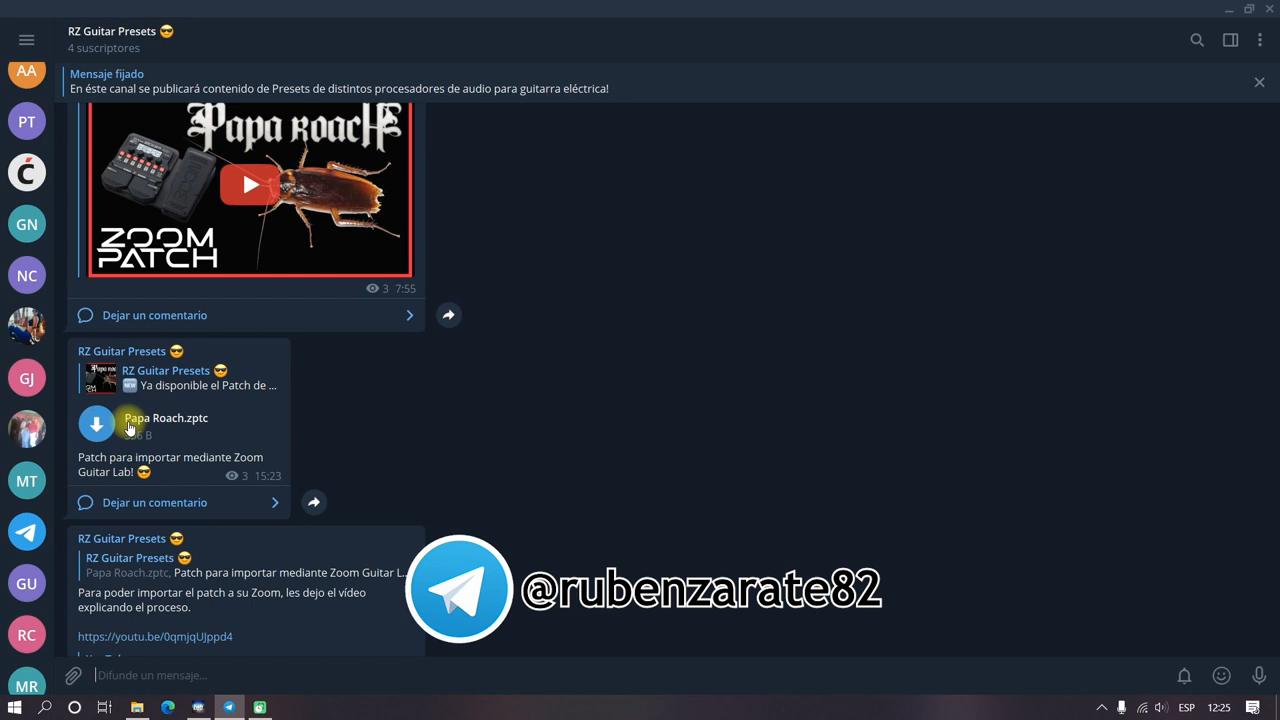 RZ Guitar Presets 😎
4 suscriptores
Mensaje fijado
En éste canal se publicará contenido de Presets de distintos procesadores de audio para guitarra eléctrica!
AA
PT
Ć
GN
NC
GJ
MT
GU
RC
MR
PAPA ROACH
ZOOM
PATCH
3 7:55
Dejar un comentario
RZ Guitar Presets 😎
RZ Guitar Presets 😎
🆕 Ya disponible el Patch de ...
Papa Roach.zptc
Patch para importar mediante Zoom
Guitar Lab! 😎
3 15:23
Dejar un comentario
RZ Guitar Presets 😎
RZ Guitar Presets 😎
Papa Roach.zptc, Patch para importar mediante Zoom Guitar L...
Para poder importar el patch a su Zoom, les dejo el vídeo
explicando el proceso.
https://youtu.be/0qmjqUJppd4
@rubenzarate82
Difunde un mensaje...
ESP
12:25